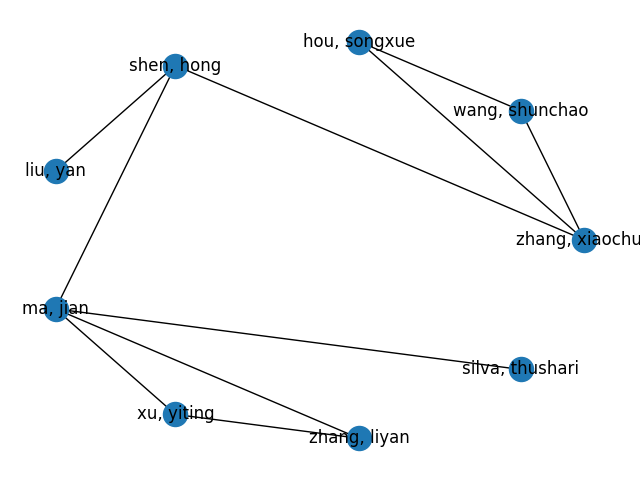 hou, songxue
shen, hong
wang, shunchao
liu, yan
zhang, xiaochu
ma, jian
silva, thushari
xu, yiting
zhang, liyan